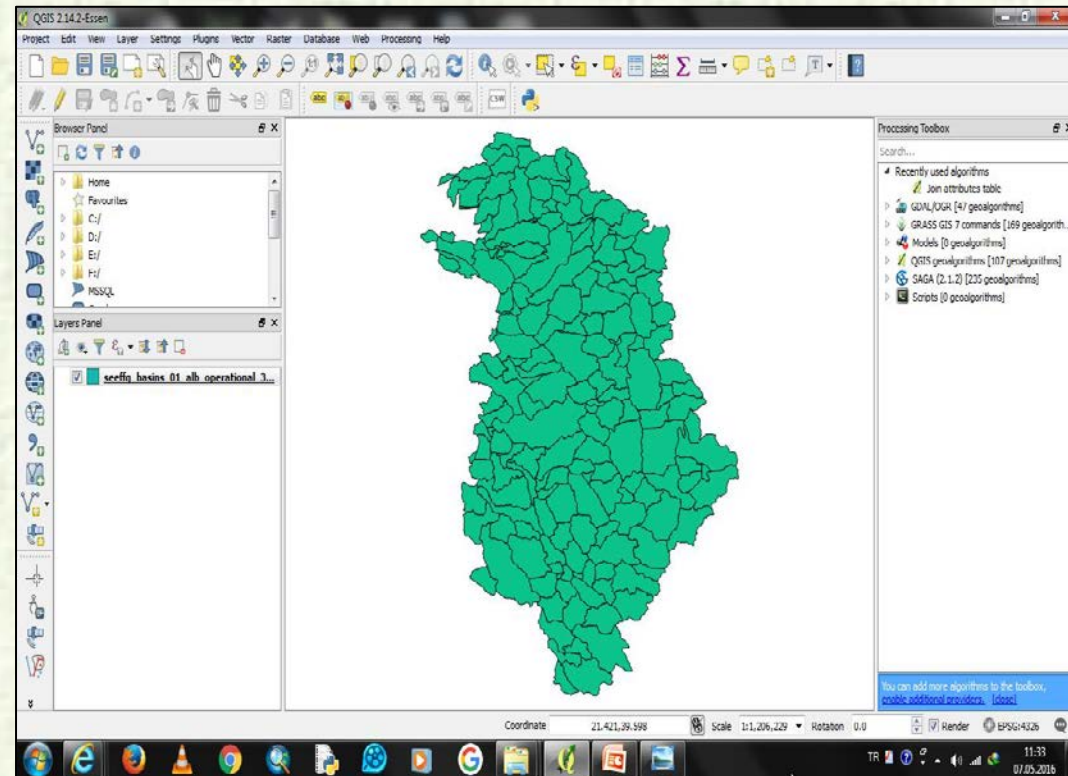 QGIS 2.14.2-Essen
Project Edit View Layer Settings Plugins Vector Raster Database Web Processing Help
Browser Panel
Home
Favourites
C:/
D:/
E:/
F:/
MSSQL
Layers Panel
seeffg_basins_01_alb_operational_3...
Processing Toolbox
Search...
Recently used algorithms
Join attributes table
GDAL/OGR [47 geoalgorithms]
GRASS GIS 7 commands [169 geoalgorith...
Models [0 geoalgorithms]
QGIS geoalgorithms [107 geoalgorithms]
SAGA (2.1.2) [235 geoalgorithms]
Scripts [0 geoalgorithms]
You can add more algorithms to the toolbox,
enable additional providers. [close]
Coordinate 21.421,39.598 Scale 1:1,206,229 Rotation 0.0 Render EPSG:4326
TR 11:33
07.05.2016